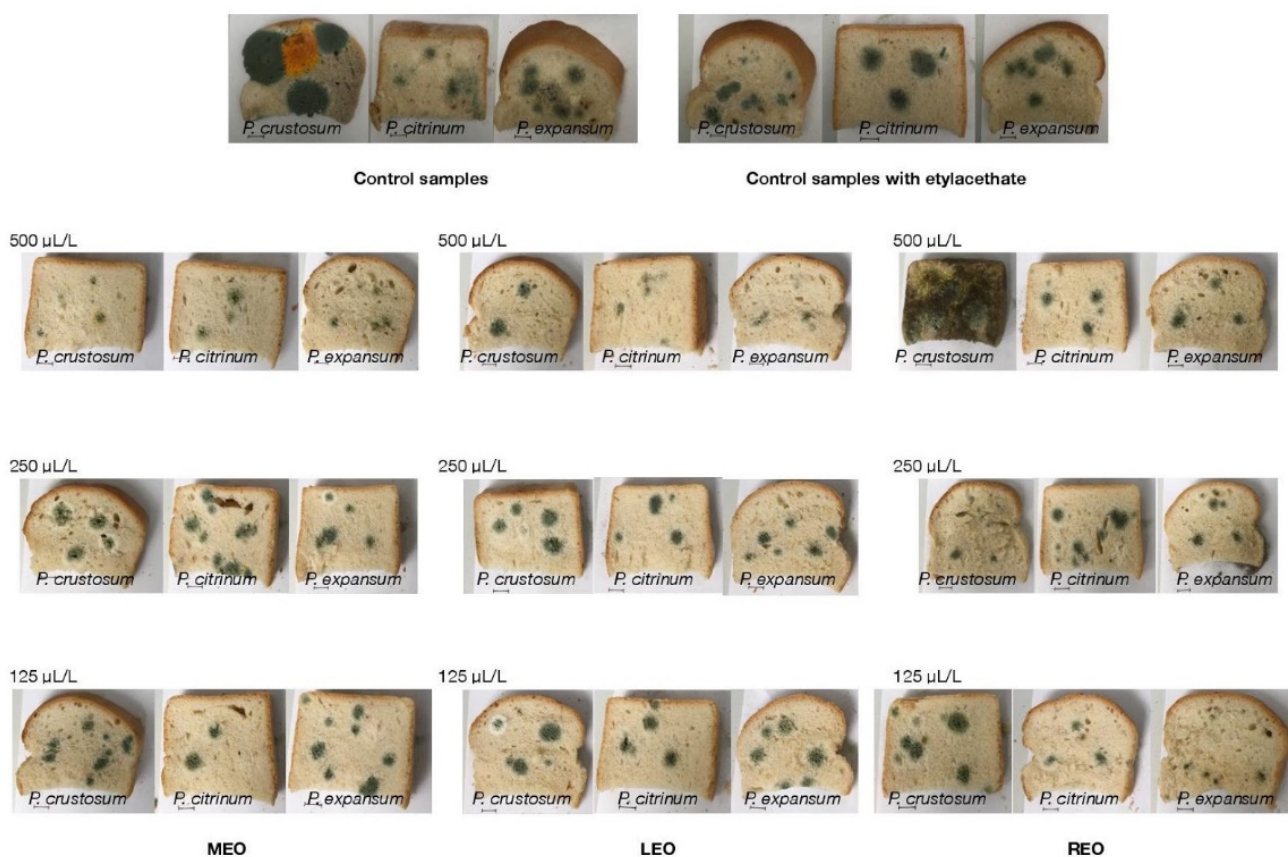 P. crustosum P. citrinum P. expansum P. crustosum P. citrinum P. expansum
Control samples Control samples with etylacethate
500 µL/L 500 µL/L 500 µL/L
P. crustosum P. citrinum P. expansum P. crustosum P. citrinum P. expansum P. crustosum P. citrinum P. expansum
250 µL/L 250 µL/L 250 µL/L
P. crustosum P. citrinum P. expansum P. crustosum P. citrinum P. expansum P. crustosum P. citrinum P. expansum
125 µL/L 125 µL/L 125 µL/L
P. crustosum P. citrinum P. expansum P. crustosum P. citrinum P. expansum P. crustosum P. citrinum P. expansum
MEO LEO REO